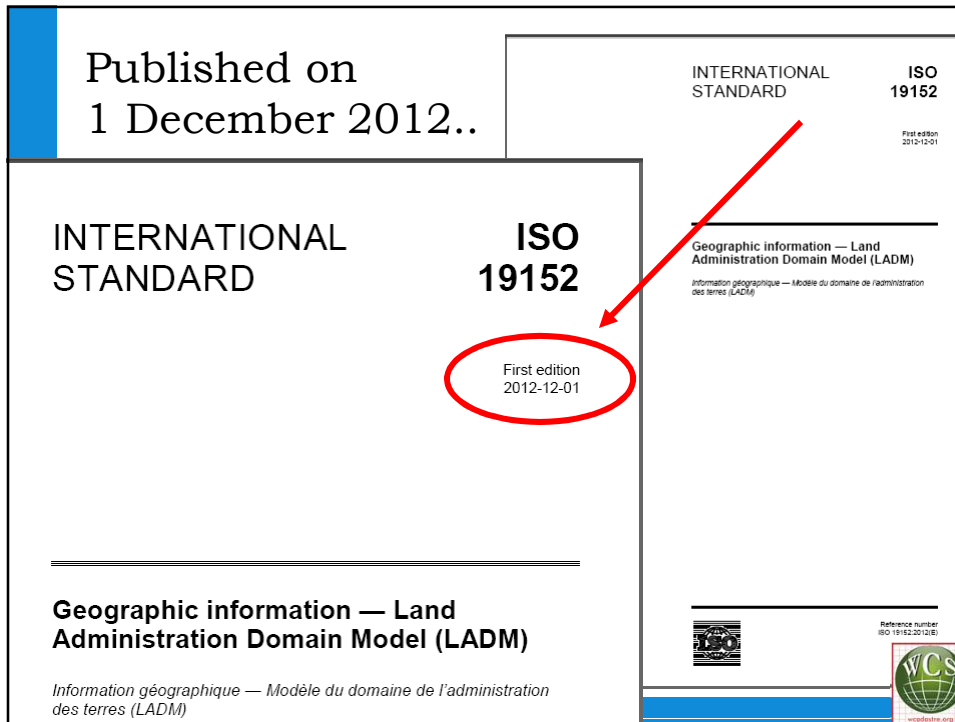 Published on
1 December 2012..
INTERNATIONAL
STANDARD
ISO
19152
First edition
2012-12-01
Geographic information — Land
Administration Domain Model (LADM)
Information géographique — Modèle du domaine de l'administration
des terres (LADM)
INTERNATIONAL
STANDARD
ISO
19152
First edition
2012-12-01
Geographic information — Land
Administration Domain Model (LADM)
Information géographique — Modèle du domaine de l'administration
des terres (LADM)
ISO
Reference number
ISO 19152:2012(E)
WCS
wcadastre.org